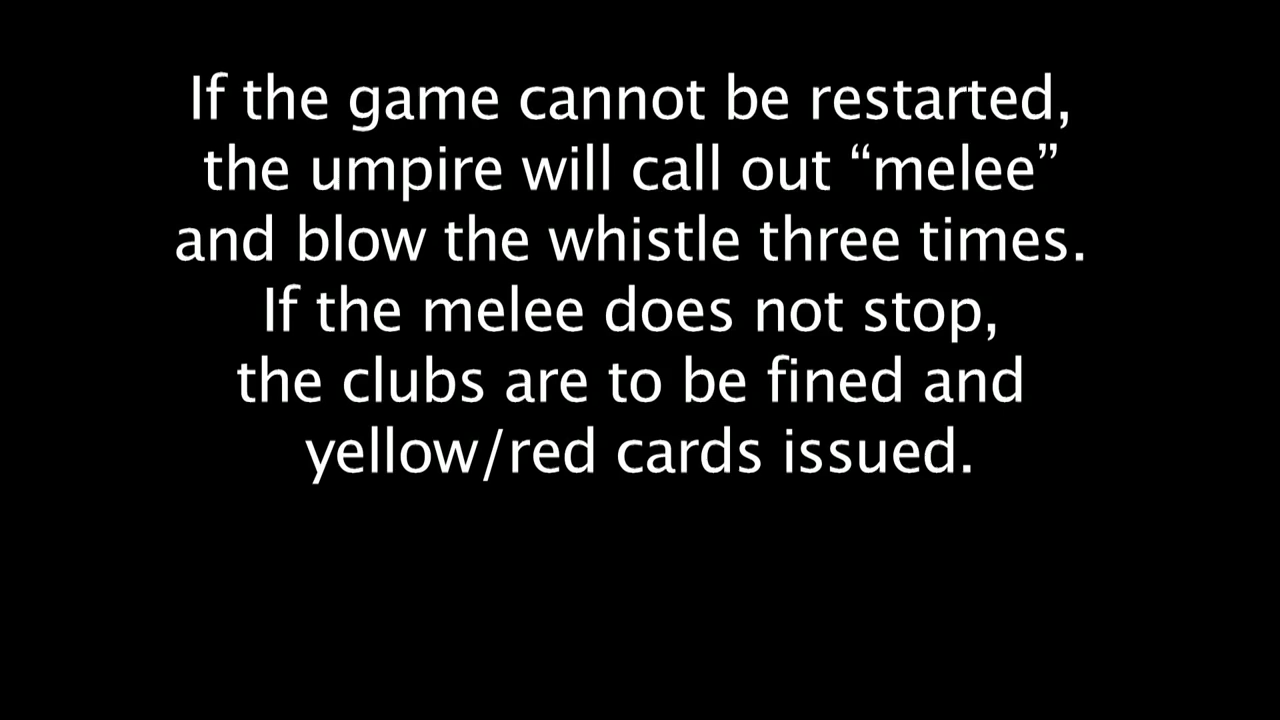 If the game cannot be restarted,
the umpire will call out “melee”
and blow the whistle three times.
If the melee does not stop,
the clubs are to be fined and
yellow/red cards issued.